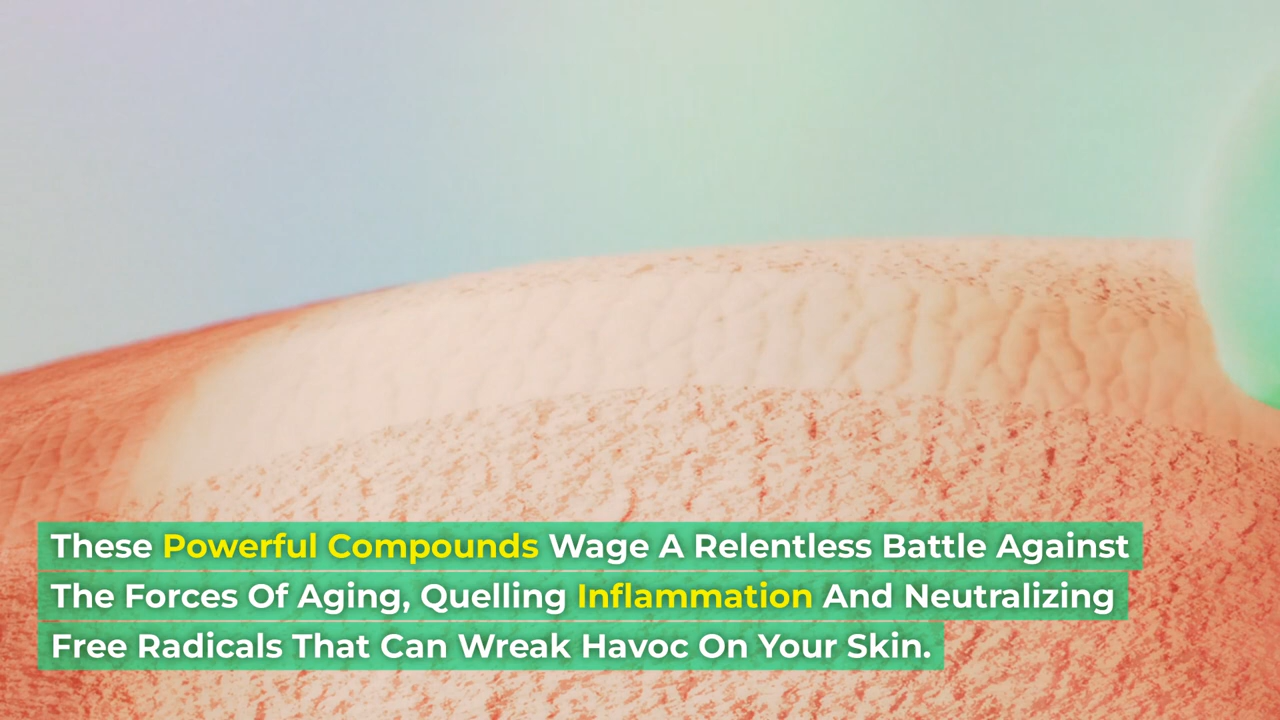 These Powerful Compounds Wage A Relentless Battle Against
The Forces Of Aging, Quelling Inflammation And Neutralizing
Free Radicals That Can Wreak Havoc On Your Skin.